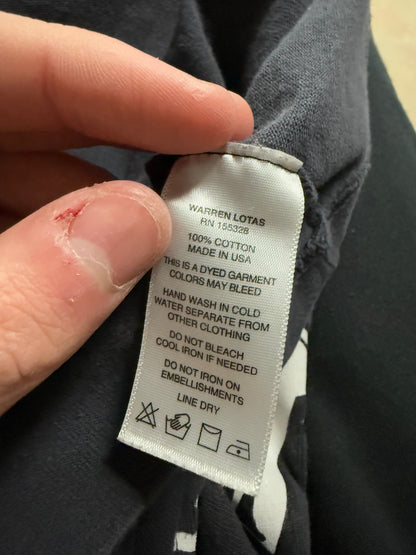 WARREN LOTAS
RN 155328
100% COTTON
MADE IN USA
THIS IS A DYED GARMENT
COLORS MAY BLEED
HAND WASH IN COLD
WATER SEPARATE FROM
OTHER CLOTHING
DO NOT BLEACH
COOL IRON IF NEEDED
DO NOT IRON ON
EMBELLISHMENTS
LINE DRY